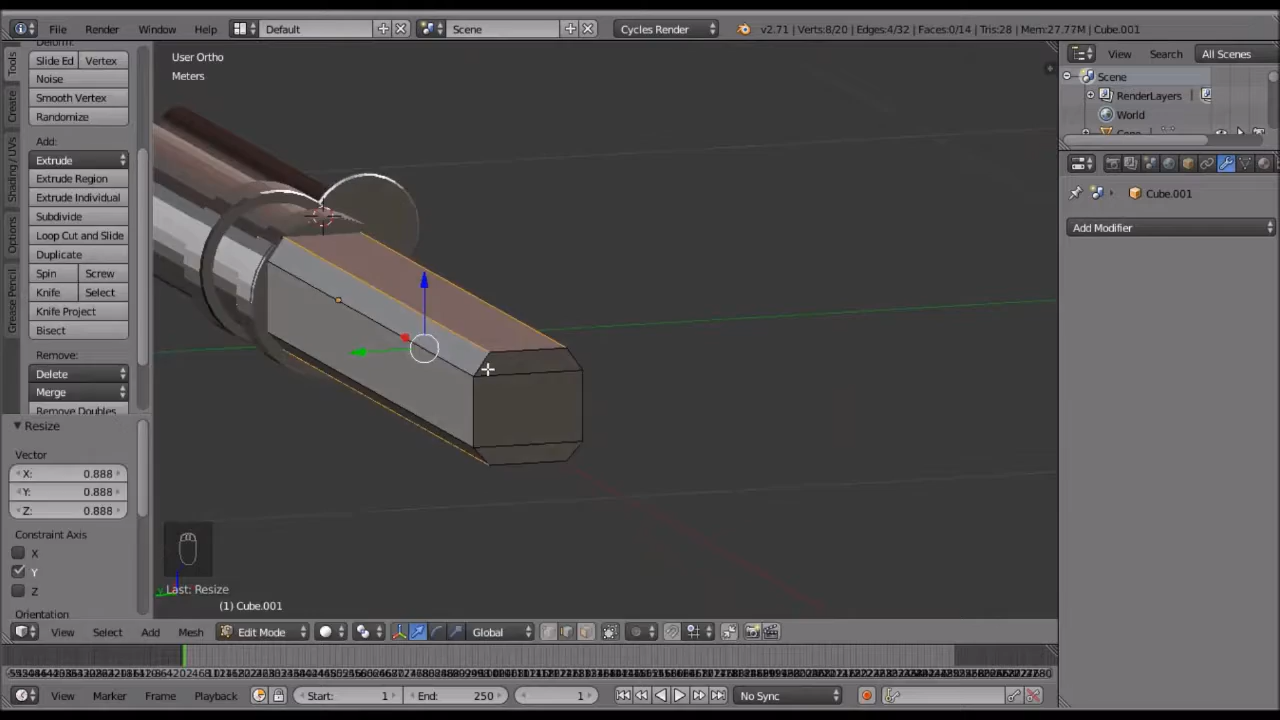 File Render Window Help Default Scene Cycles Render v2.71 | Verts:8/20 | Edges:4/32 | Faces:0/14 | Tris:28 | Mem:27.77M | Cube.001
Tools
Create
Shading / UVs
Options
Grease Pencil
Slide Ed Vertex
Noise
Smooth Vertex
Randomize
Add:
Extrude
Extrude Region
Extrude Individual
Subdivide
Loop Cut and Slide
Duplicate
Spin Screw
Knife Select
Knife Project
Bisect
Remove:
Delete
Merge
Remove Doubles
Resize
Vector
X: 0.888
Y: 0.888
Z: 0.888
Constraint Axis
X
Y
Z
Orientation
User Ortho
Meters
Last: Resize
(1) Cube.001
View Select Add Mesh Edit Mode Global
View Search All Scenes
Scene
RenderLayers
World
Cube.001
Add Modifier
View Marker Frame Playback Start: 1 End: 250 1 No Sync